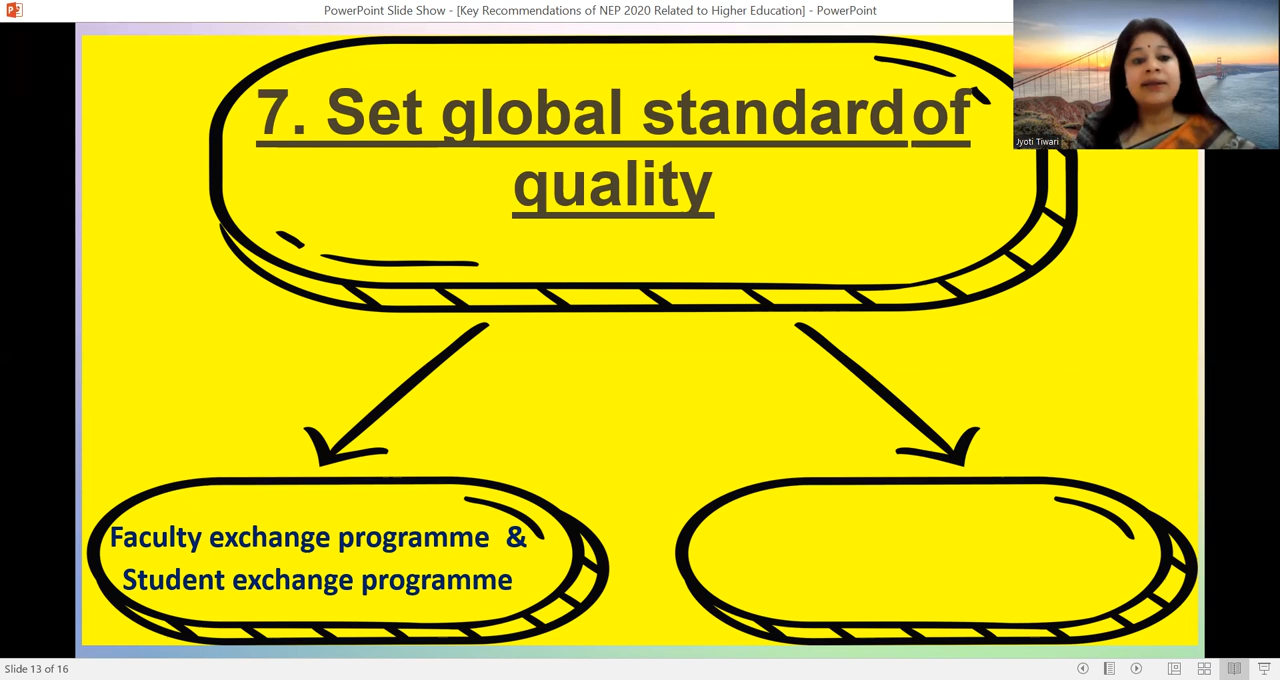 PowerPoint Slide Show - [Key Recommendations of NEP 2020 Related to Higher Education] - PowerPoint
7. Set global standard of
quality
Jyoti Tiwari
Faculty exchange programme &
Student exchange programme
Slide 13 of 16